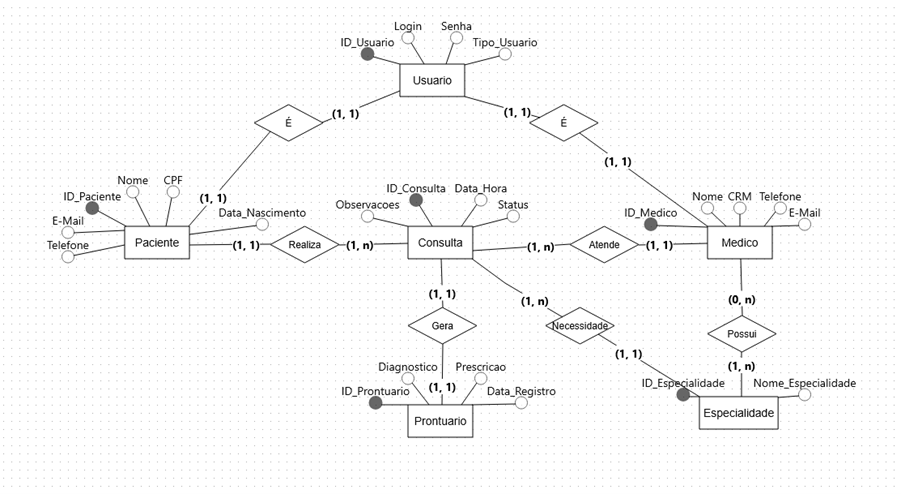 Login
Senha
ID_Usuario
Tipo_Usuario
Usuario
(1, 1)
(1, 1)
É
É
(1, 1)
(1, 1)
Nome
CPF
ID_Paciente
E-Mail
Telefone
Data_Nascimento
Paciente
(1, 1)
Realiza
(1, n)
ID_Consulta
Data_Hora
Observacoes
Status
Consulta
(1, n)
Atende
(1, 1)
Nome
CRM
Telefone
ID_Medico
E-Mail
Medico
(1, 1)
Gera
(1, 1)
(1, n)
Necessidade
(1, 1)
(0, n)
Possui
(1, n)
Diagnostico
Prescricao
ID_Prontuario
Data_Registro
Prontuario
ID_Especialidade
Nome_Especialidade
Especialidade